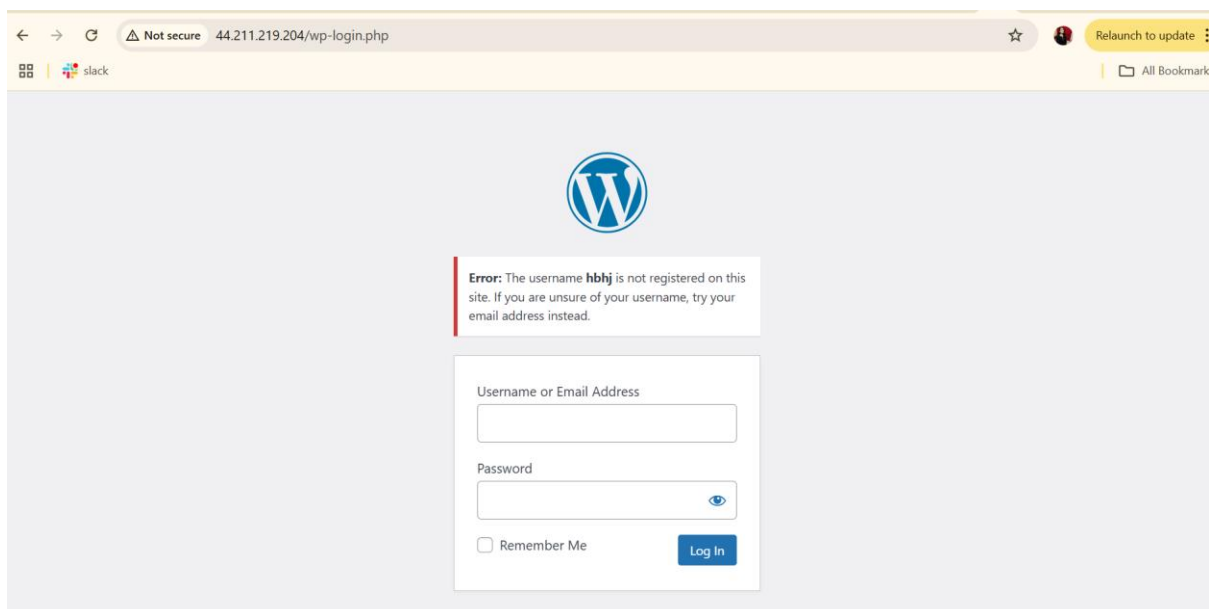 Not secure 44.211.219.204/wp-login.php
Relaunch to update
slack
All Bookmark
Error: The username hbhj is not registered on this
site. If you are unsure of your username, try your
email address instead.
Username or Email Address
Password
Remember Me
Log In